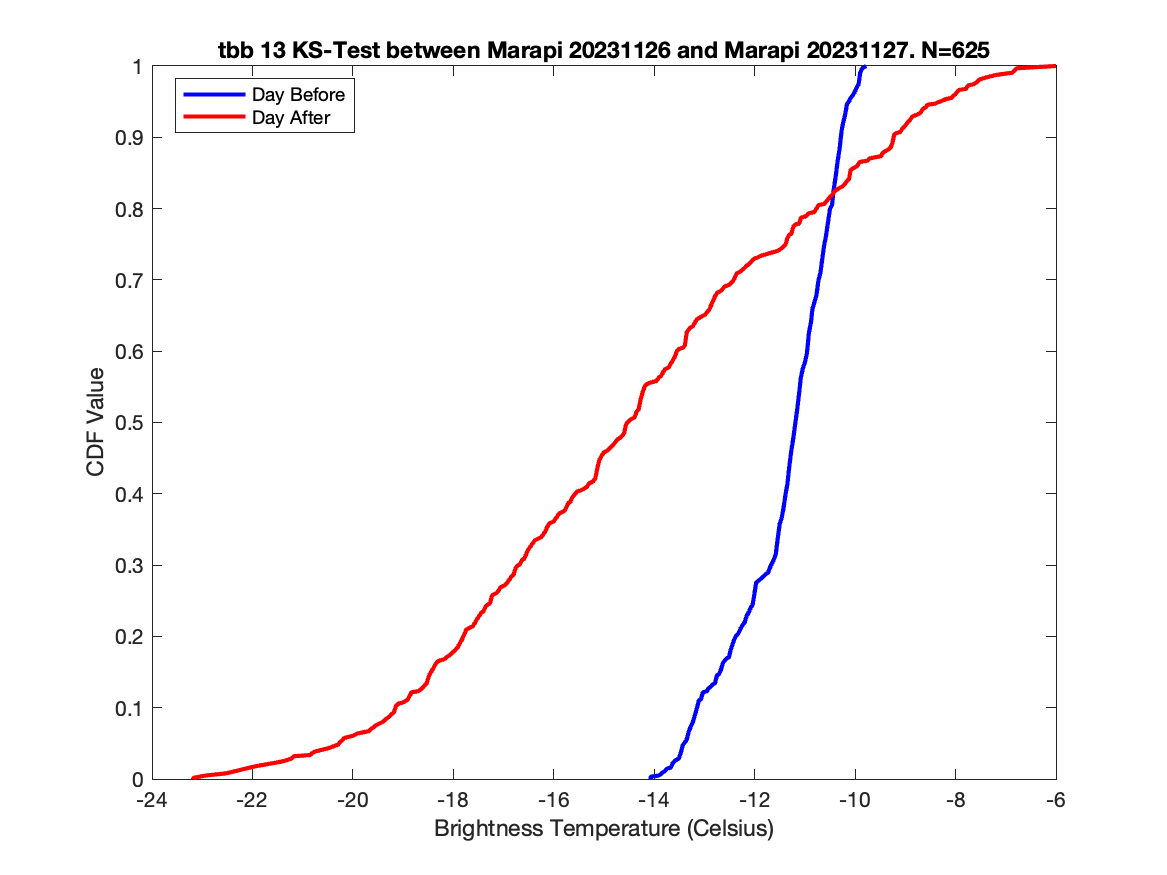 tbb 13 KS-Test between Marapi 20231126 and Marapi 20231127. N=625
Day Before
Day After
1
0.9
0.8
0.7
0.6
0.5
0.4
0.3
0.2
0.1
0
CDF Value
-24 -22 -20 -18 -16 -14 -12 -10 -8 -6
Brightness Temperature (Celsius)